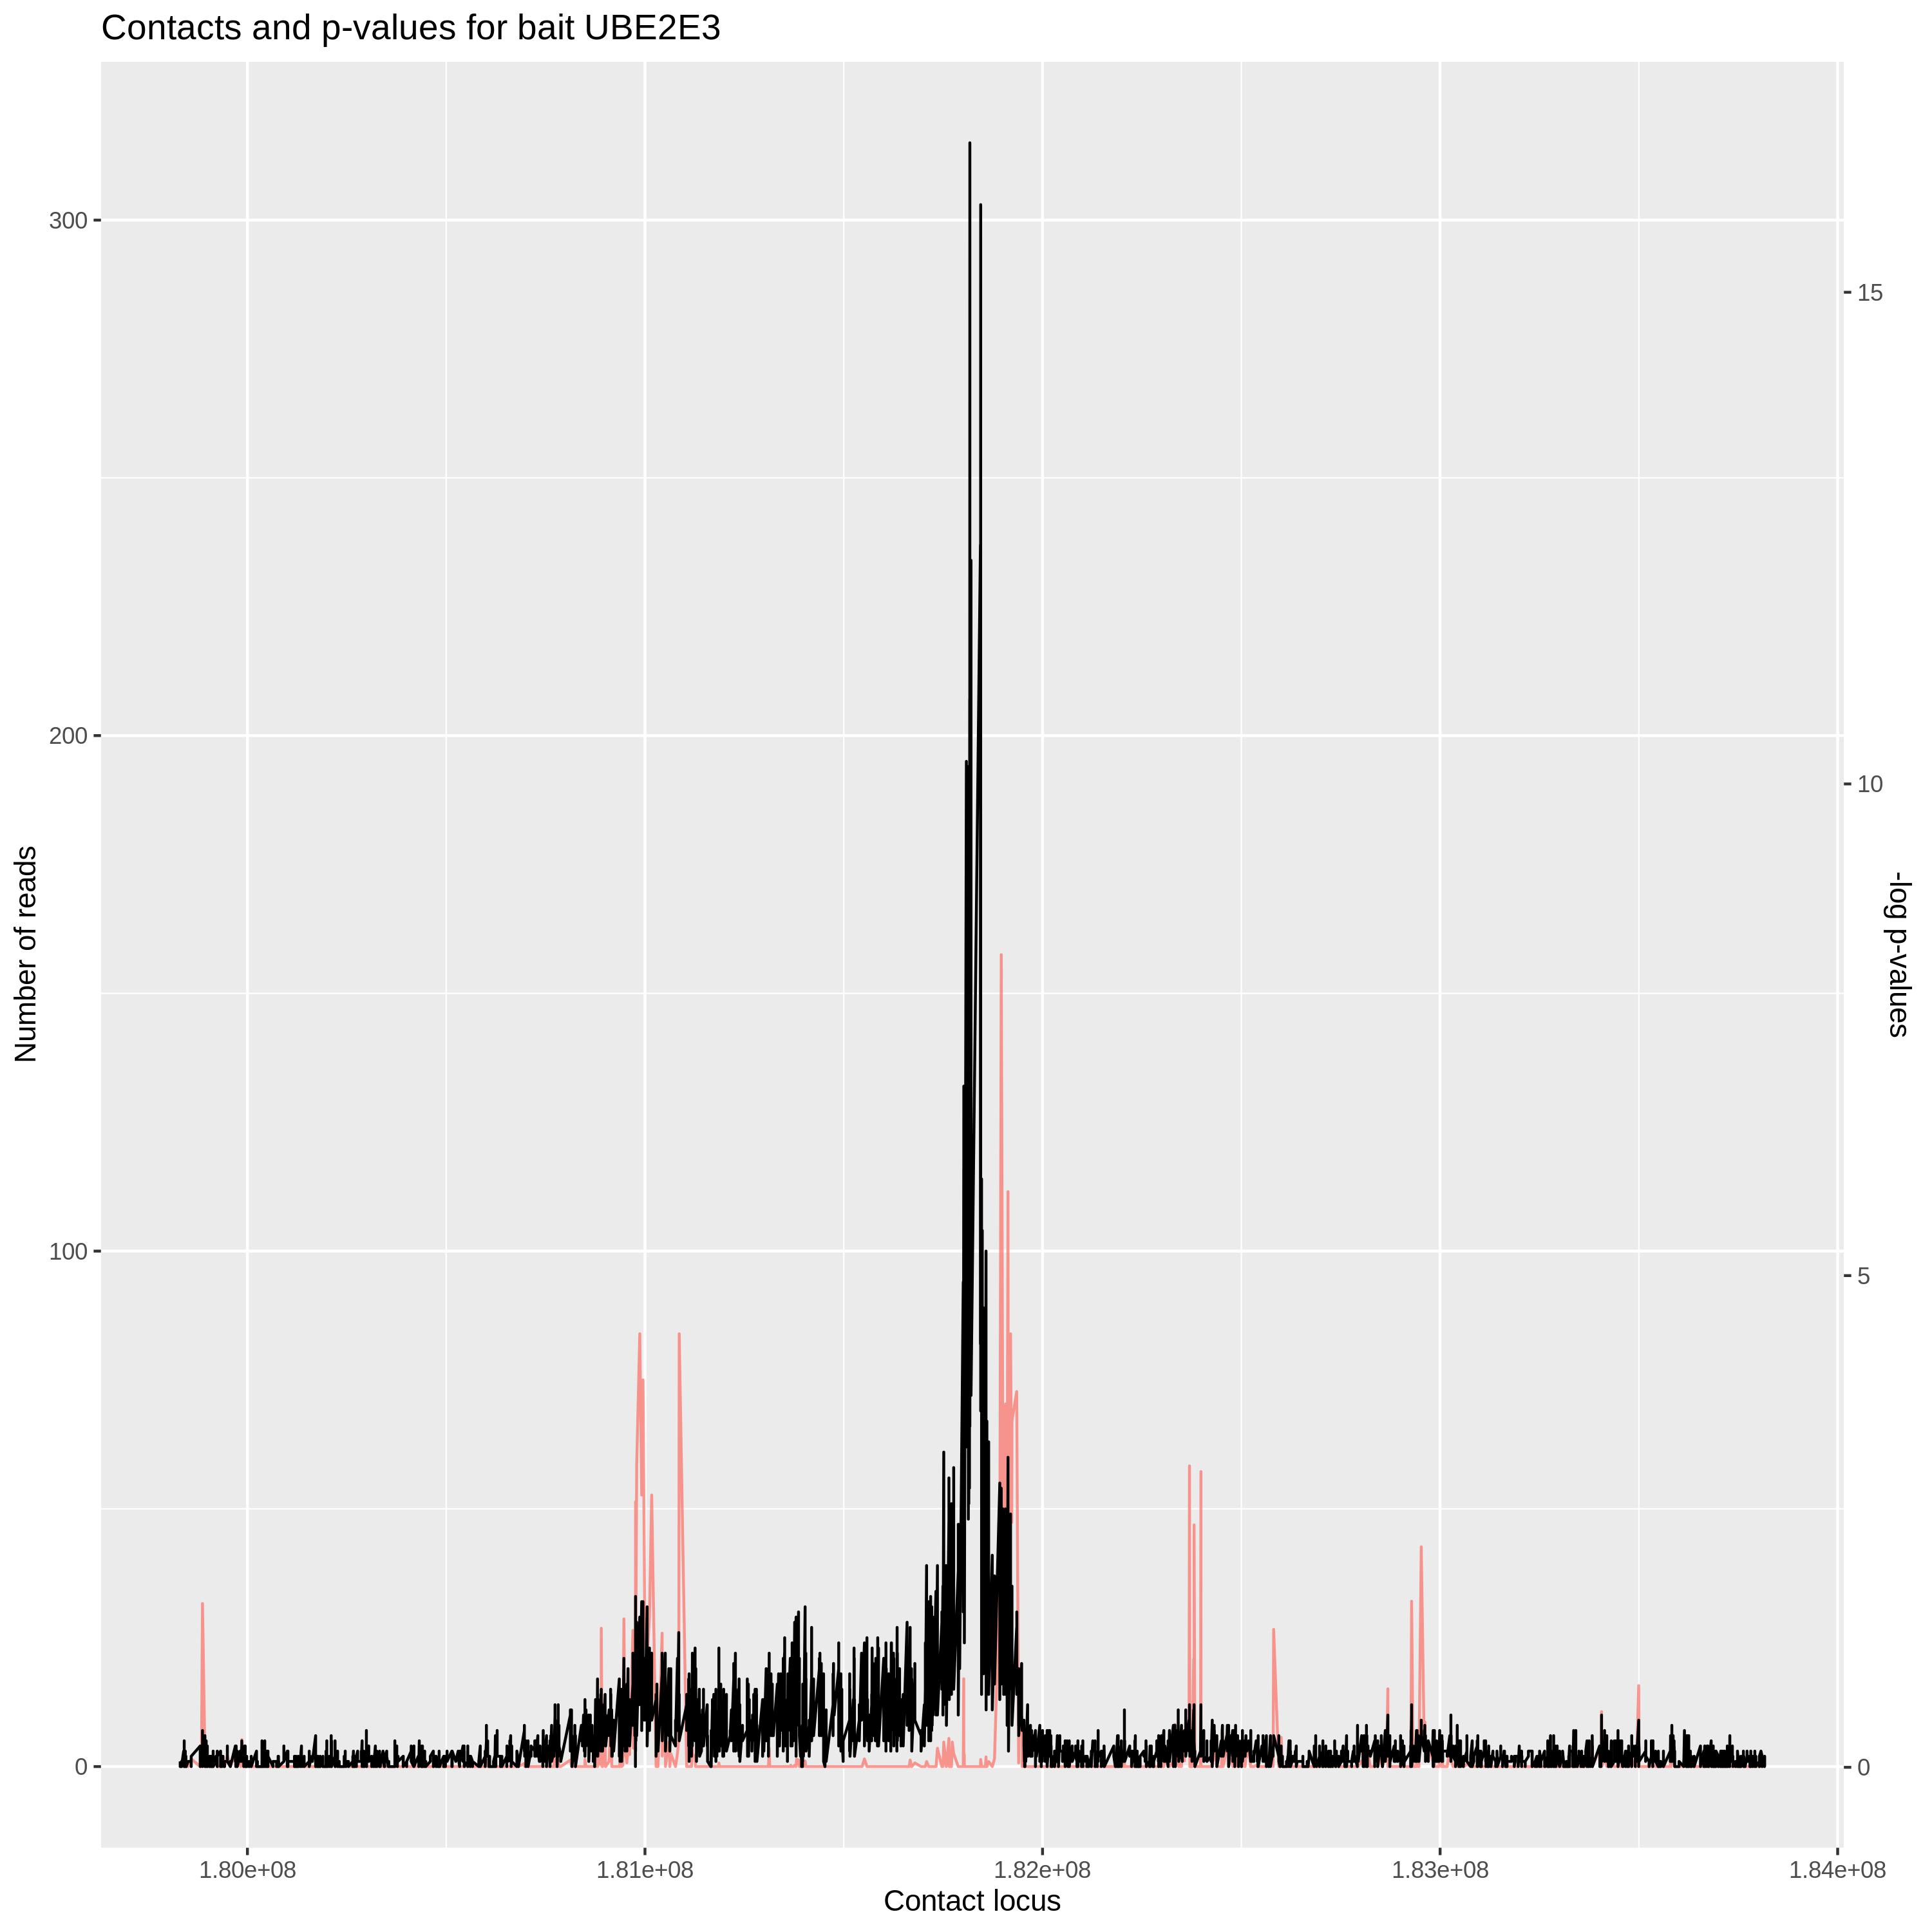 Contacts and p-values for bait UBE2E3
300
200
100
0
Number of reads
15
10
5
0
-log p-values
1.80e+08
1.81e+08
1.82e+08
1.83e+08
1.84e+08
Contact locus